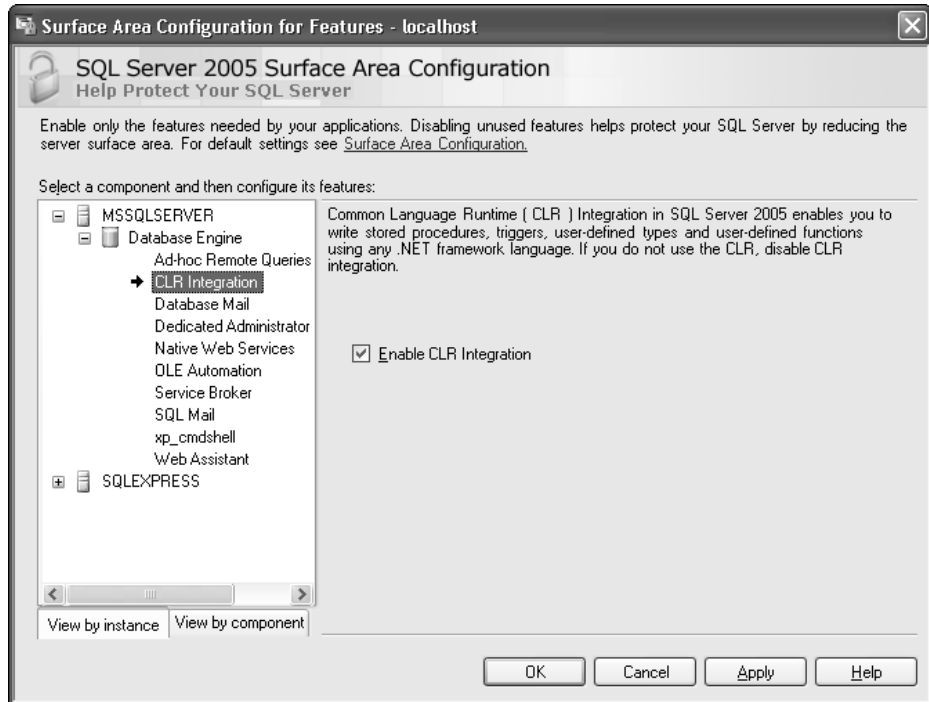 Surface Area Configuration for Features - localhost
SQL Server 2005 Surface Area Configuration
Help Protect Your SQL Server
Enable only the features needed by your applications. Disabling unused features helps protect your SQL Server by reducing the
server surface area. For default settings see Surface Area Configuration.
Select a component and then configure its features:
MSSQLSERVER
Database Engine
Ad-hoc Remote Queries
CLR Integration
Database Mail
Dedicated Administrator
Native Web Services
OLE Automation
Service Broker
SQL Mail
xp_cmdshell
Web Assistant
SQLEXPRESS
View by instance
View by component
Common Language Runtime ( CLR ) Integration in SQL Server 2005 enables you to
write stored procedures, triggers, user-defined types and user-defined functions
using any .NET framework language. If you do not use the CLR, disable CLR
integration.
Enable CLR Integration
OK
Cancel
Apply
Help